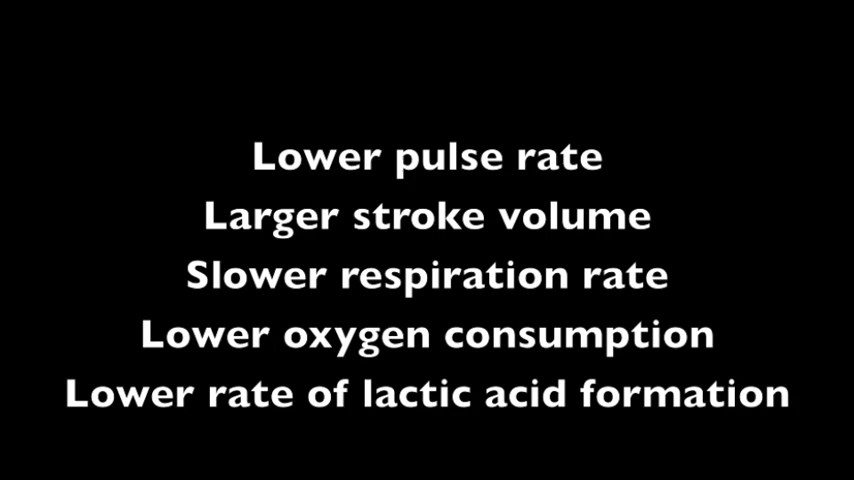 Lower pulse rate
Larger stroke volume
Slower respiration rate
Lower oxygen consumption
Lower rate of lactic acid formation